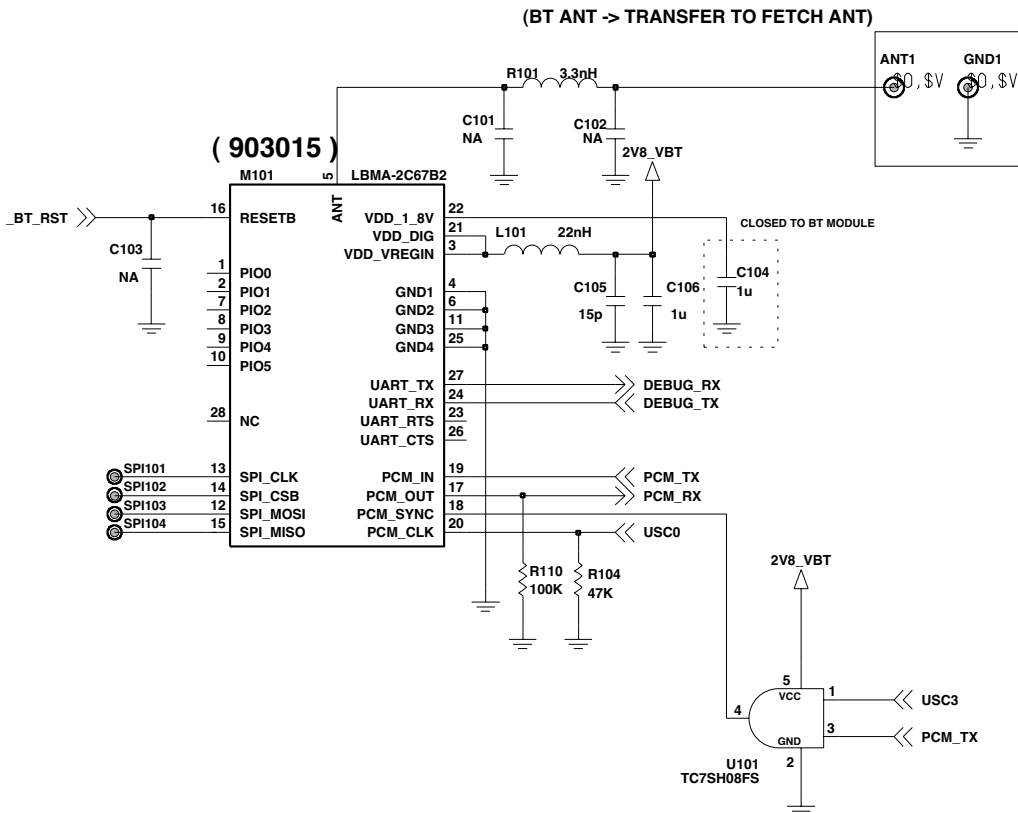 (BT ANT -> TRANSFER TO FETCH ANT)
ANT1 GND1
$0,$V $0,$V
R101 3.3nH
C101 NA
C102 NA
2V8_VBT
( 903015 )
M101 5 LBMA-2C67B2
ANT
_BT_RST
16 RESETB
C103 NA
1 PIO0
2 PIO1
7 PIO2
8 PIO3
9 PIO4
10 PIO5
28 NC
SPI101 13 SPI_CLK
SPI102 14 SPI_CSB
SPI103 12 SPI_MOSI
SPI104 15 SPI_MISO
VDD_1_8V 22
VDD_DIG 21
VDD_VREGIN 3
L101 22nH
CLOSED TO BT MODULE
C104 1u
C105 15p
C106 1u
GND1 4
GND2 6
GND3 11
GND4 25
UART_TX 27 DEBUG_RX
UART_RX 24 DEBUG_TX
UART_RTS 23
UART_CTS 26
PCM_IN 19 PCM_TX
PCM_OUT 17 PCM_RX
PCM_SYNC 18
PCM_CLK 20 USC0
R110 100K
R104 47K
2V8_VBT
5 VCC
1 USC3
4
3 PCM_TX
GND
2
U101
TC7SH08FS